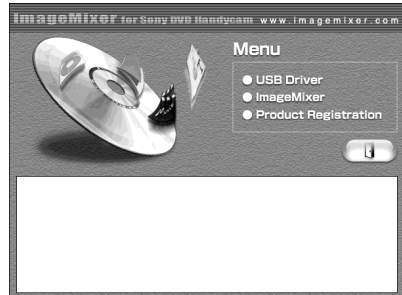 ImageMixer for Sony DVD Handycam www.imagemixer.com
Menu
USB Driver
ImageMixer
Product Registration